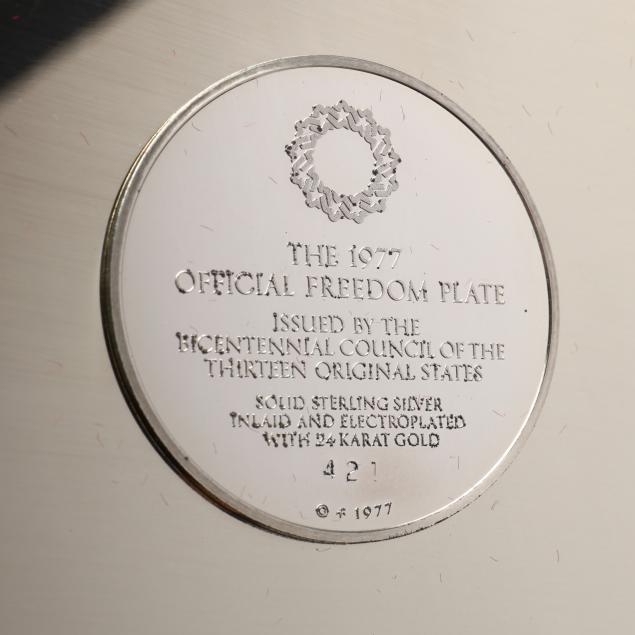 THE 1977
OFFICIAL FREEDOM PLATE
ISSUED BY THE
BICENTENNIAL COUNCIL OF THE
THIRTEEN ORIGINAL STATES
SOLID STERLING SILVER
INLAID AND ELECTROPLATED
WITH 24 KARAT GOLD
421
© 1977